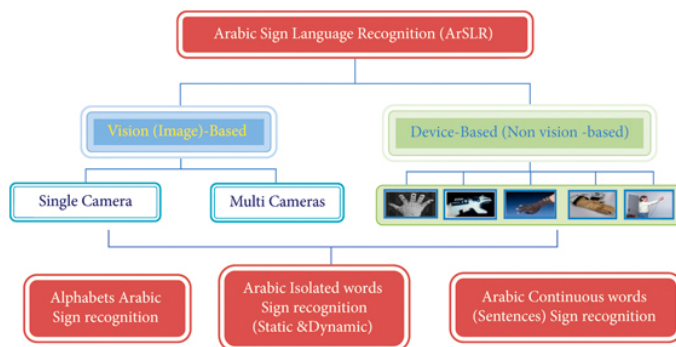 Arabic Sign Language Recognition (ArSLR)
Vision (Image)-Based
Device-Based (Non vision -based)
Single Camera
Multi Cameras
Alphabets Arabic
Sign recognition
Arabic Isolated words
Sign recognition
(Static &Dynamic)
Arabic Continuous words
(Sentences) Sign recognition